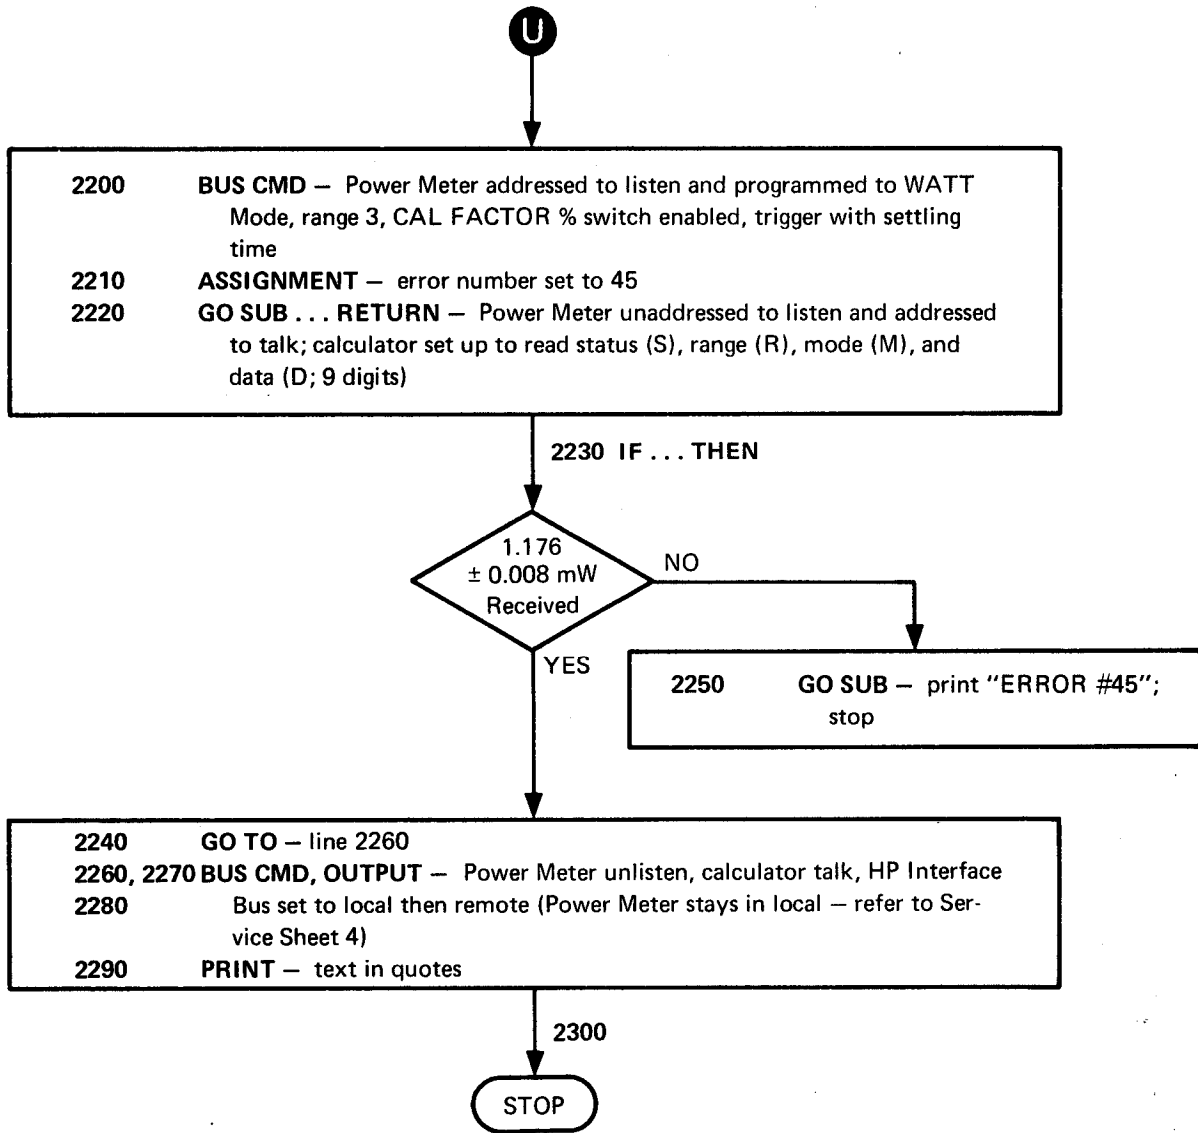 U
2200 BUS CMD — Power Meter addressed to listen and programmed to WATT
Mode, range 3, CAL FACTOR % switch enabled, trigger with settling
time
2210 ASSIGNMENT — error number set to 45
2220 GO SUB . . . RETURN — Power Meter unaddressed to listen and addressed
to talk; calculator set up to read status (S), range (R), mode (M), and
data (D; 9 digits)
2230 IF . . . THEN
1.176
± 0.008 mW
Received
NO
YES
2250 GO SUB — print "ERROR #45";
stop
2240 GO TO — line 2260
2260, 2270 BUS CMD, OUTPUT — Power Meter unlisten, calculator talk, HP Interface
2280 Bus set to local then remote (Power Meter stays in local — refer to Ser-
vice Sheet 4)
2290 PRINT — text in quotes
2300
STOP